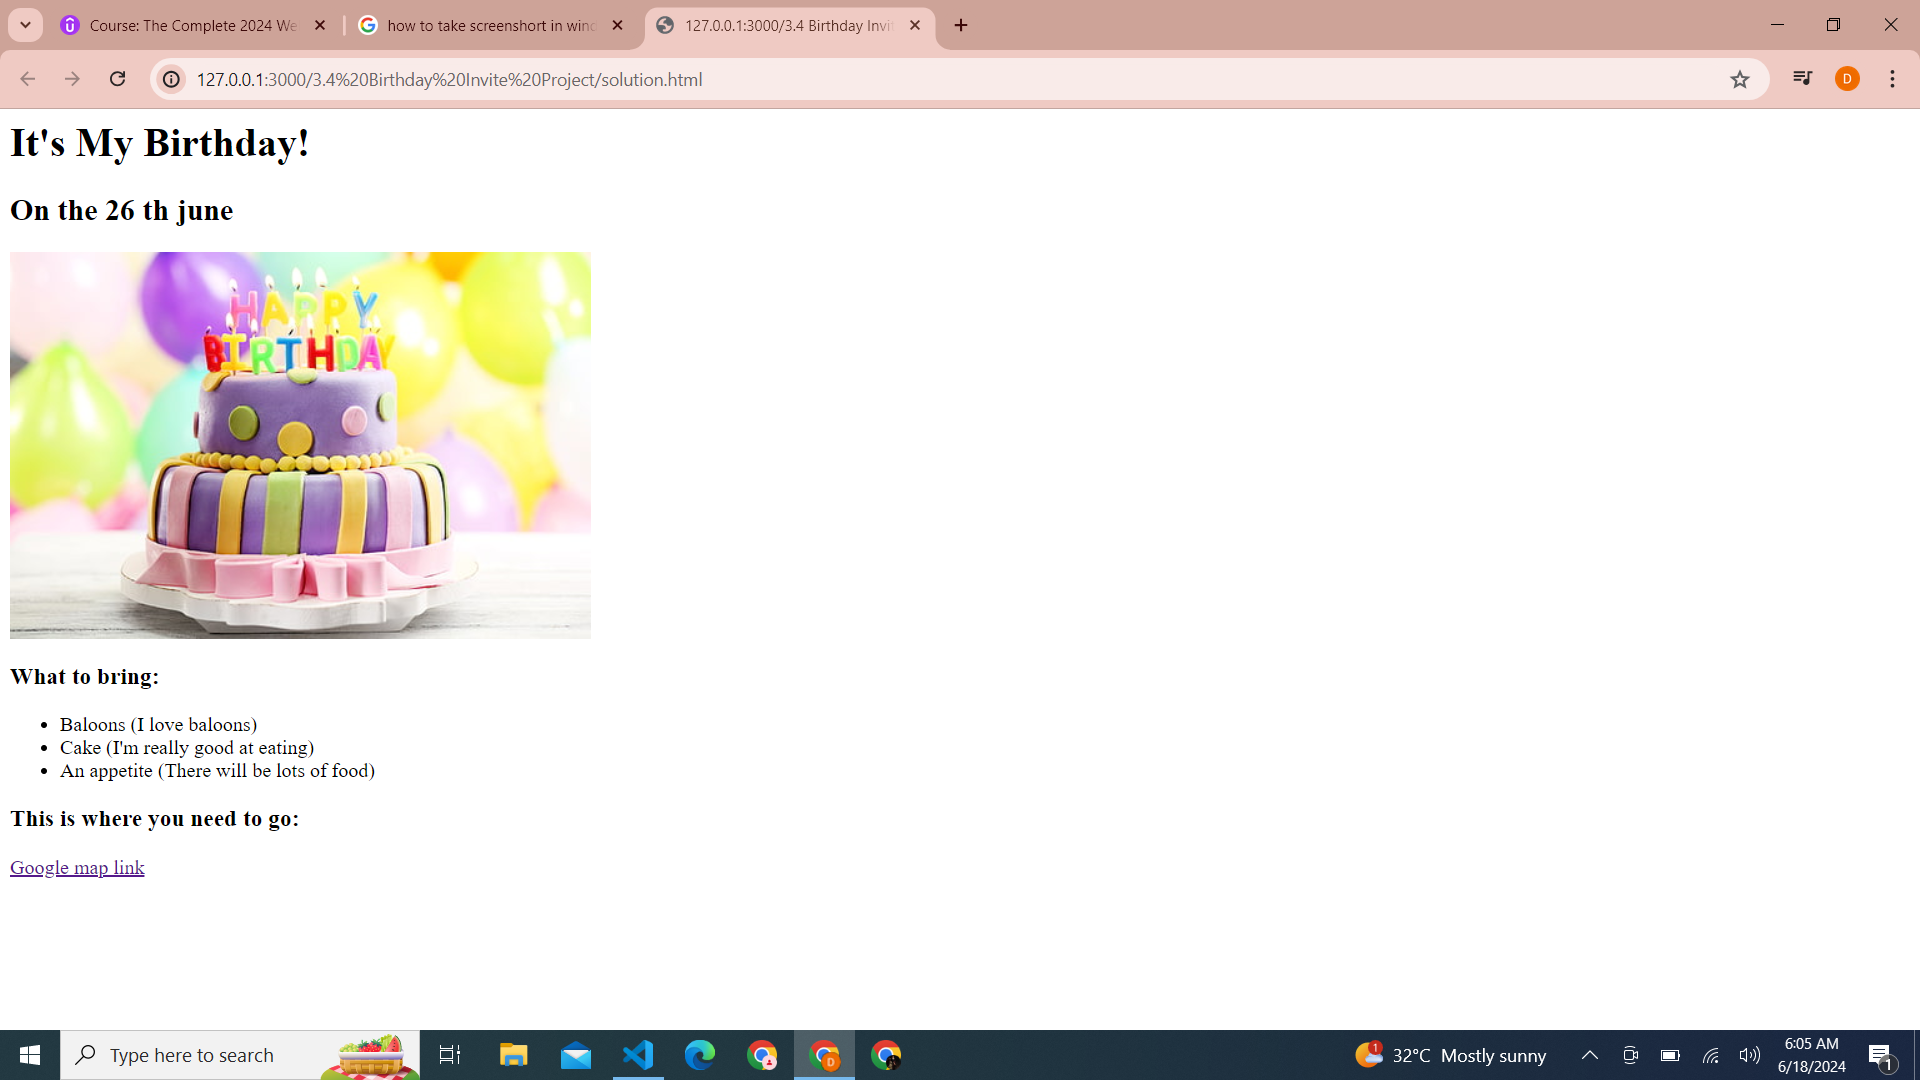 Course: The Complete 2024 We
how to take screenshort in wind
127.0.0.1:3000/3.4 Birthday Invi
127.0.0.1:3000/3.4%20Birthday%20Invite%20Project/solution.html
D
It's My Birthday!
On the 26 th june
HAPPY
BIRTHDAY
What to bring:
Baloons (I love baloons)
Cake (I'm really good at eating)
An appetite (There will be lots of food)
This is where you need to go:
Google map link
Type here to search
D
1
32°C Mostly sunny
6:05 AM
6/18/2024
1